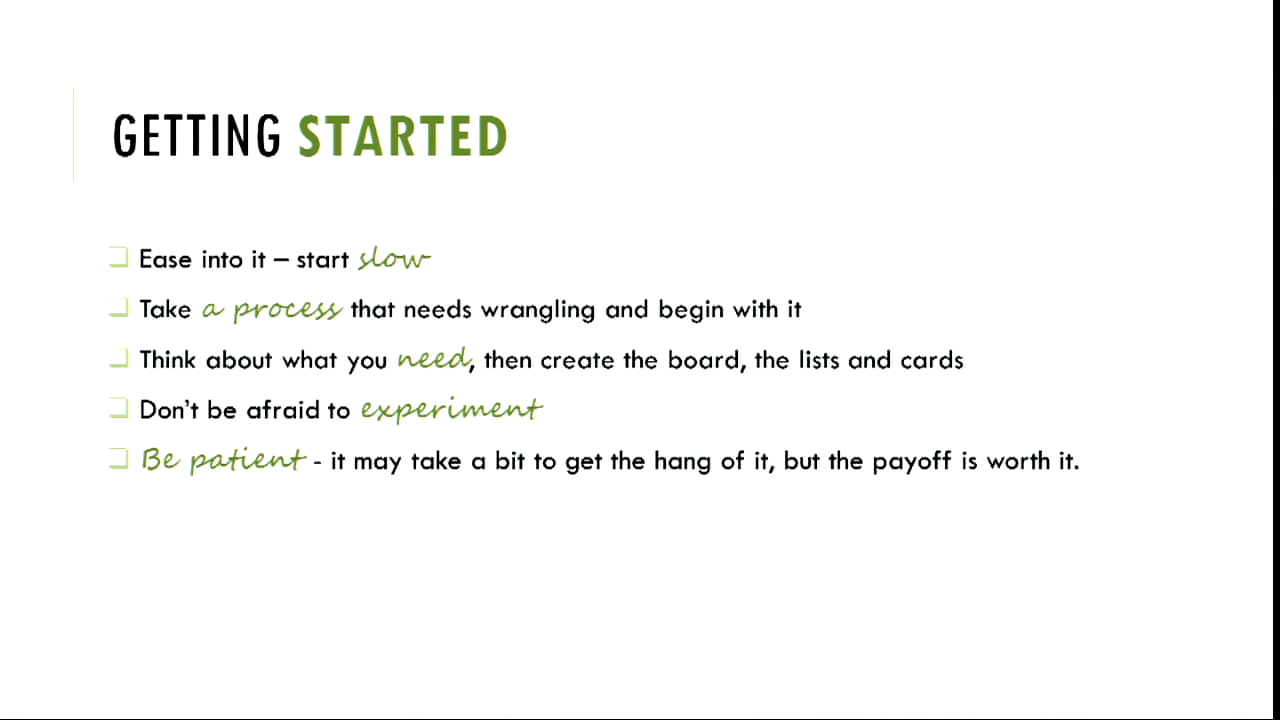 GETTING STARTED
Ease into it – start slow
Take a process that needs wrangling and begin with it
Think about what you need, then create the board, the lists and cards
Don’t be afraid to experiment
Be patient - it may take a bit to get the hang of it, but the payoff is worth it.